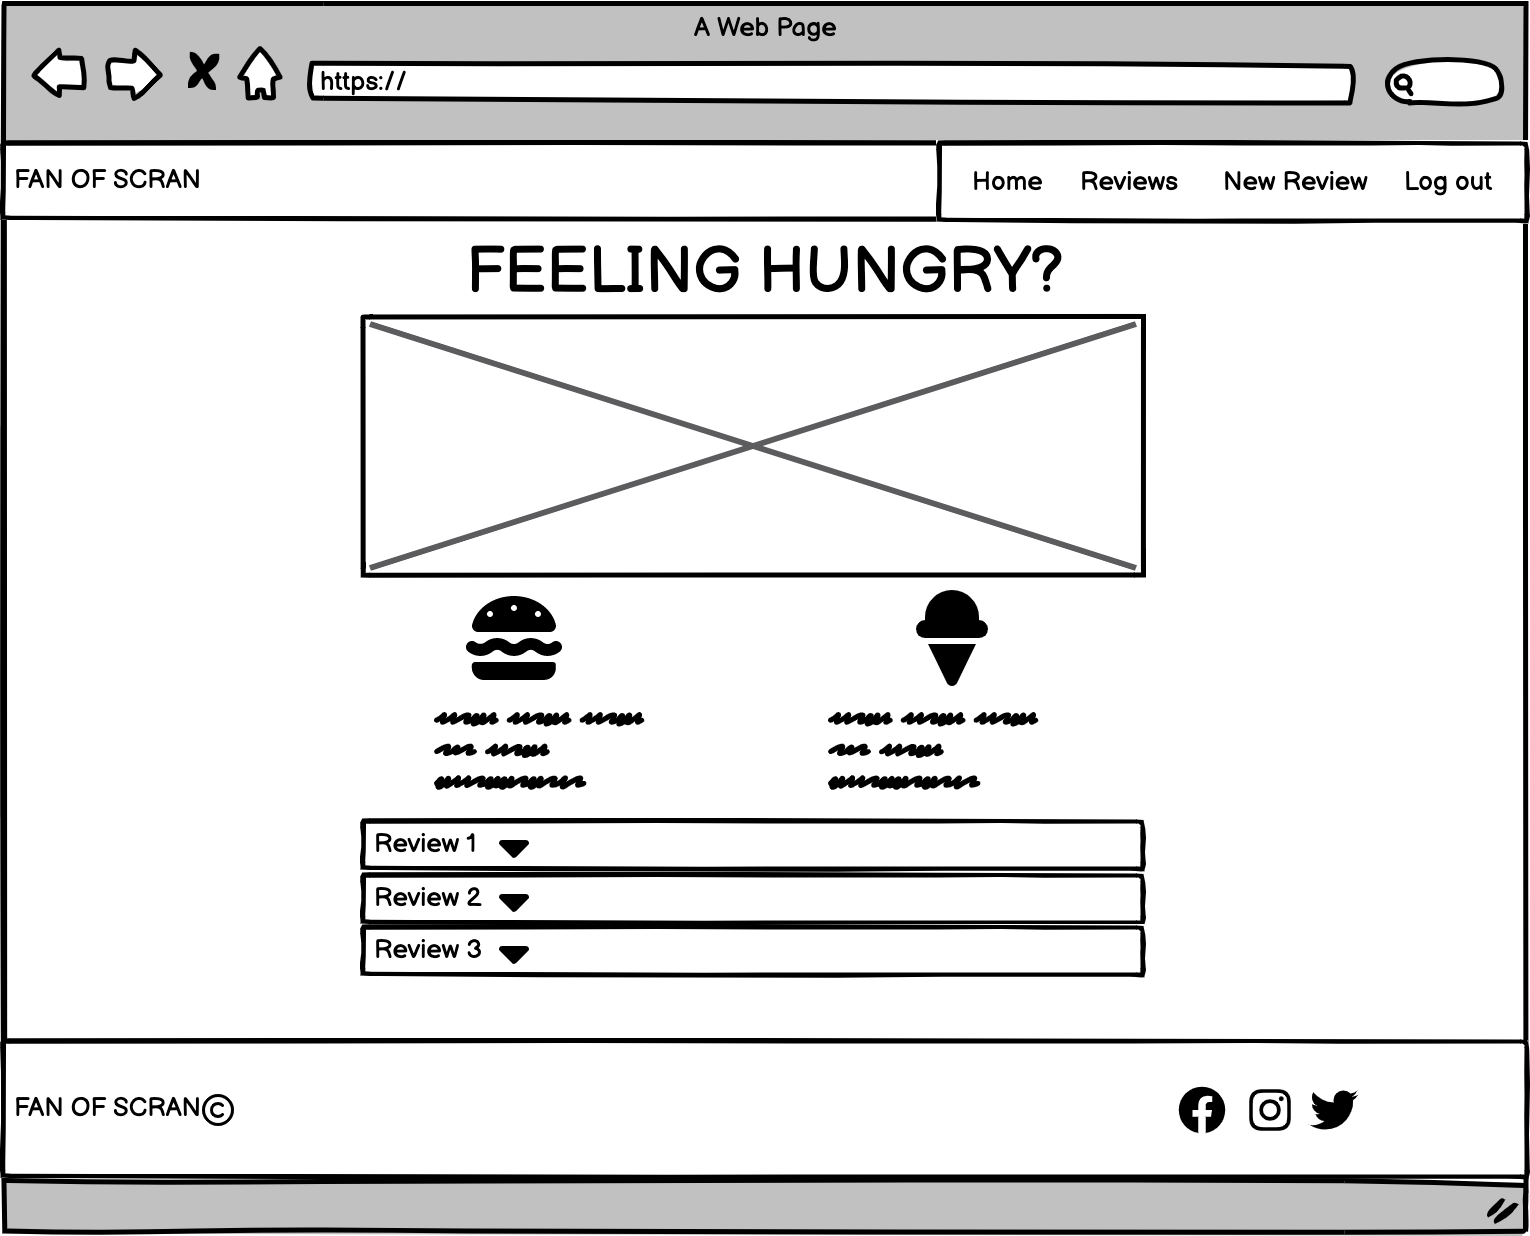 A Web Page
https://
FAN OF SCRAN
Home Reviews New Review Log out
FEELING HUNGRY?
Review 1
Review 2
Review 3
FAN OF SCRAN©